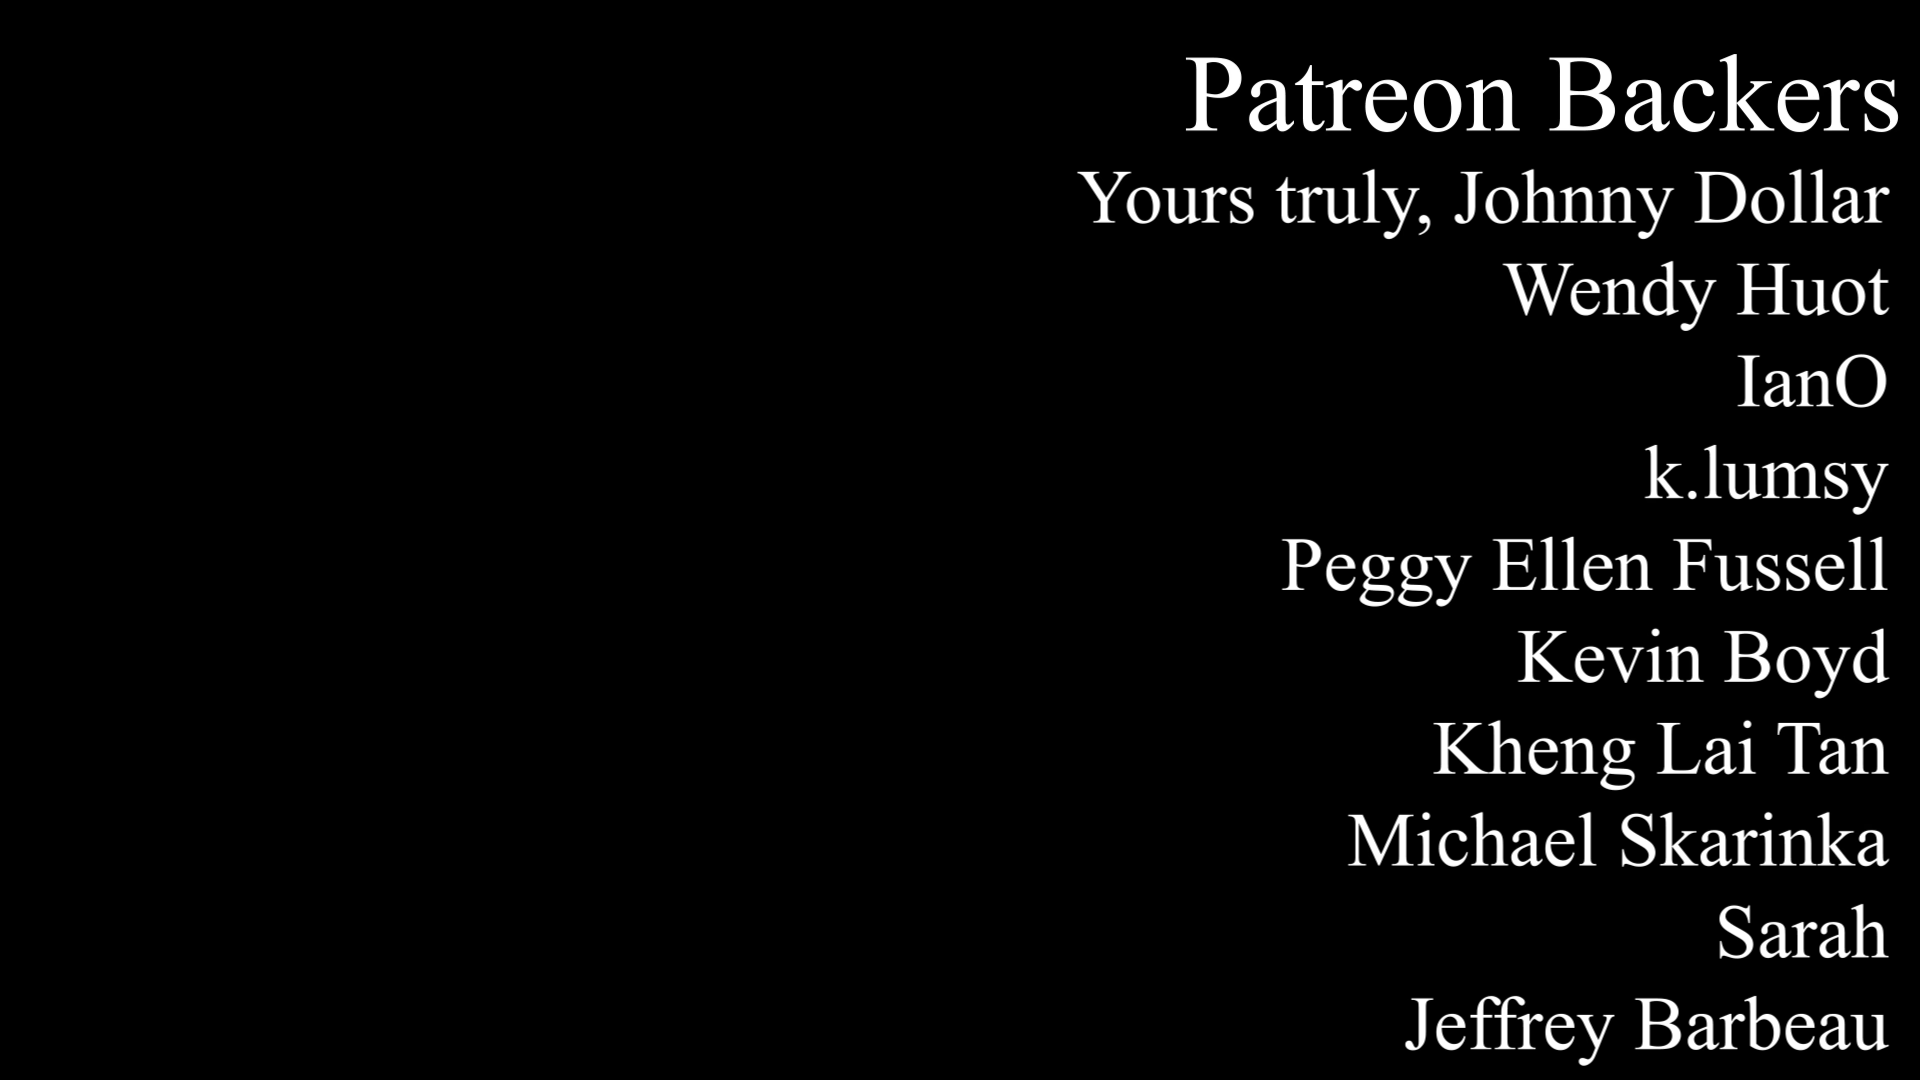 Patreon Backers
Yours truly, Johnny Dollar
Wendy Huot
IanO
k.lumsy
Peggy Ellen Fussell
Kevin Boyd
Kheng Lai Tan
Michael Skarinka
Sarah
Jeffrey Barbeau